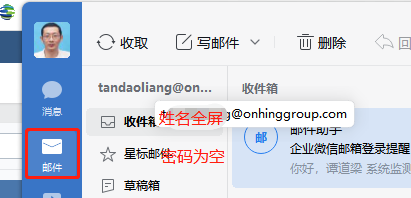 收取 写邮件 删除
消息
邮件
tandaoliang@on... 收件箱
收件箱
姓名全屏
g@onhinggroup.com
星标邮件
密码为空
草稿箱
邮
邮件助手
企业微信邮箱登录提醒
你好，谭道梁 系统监测